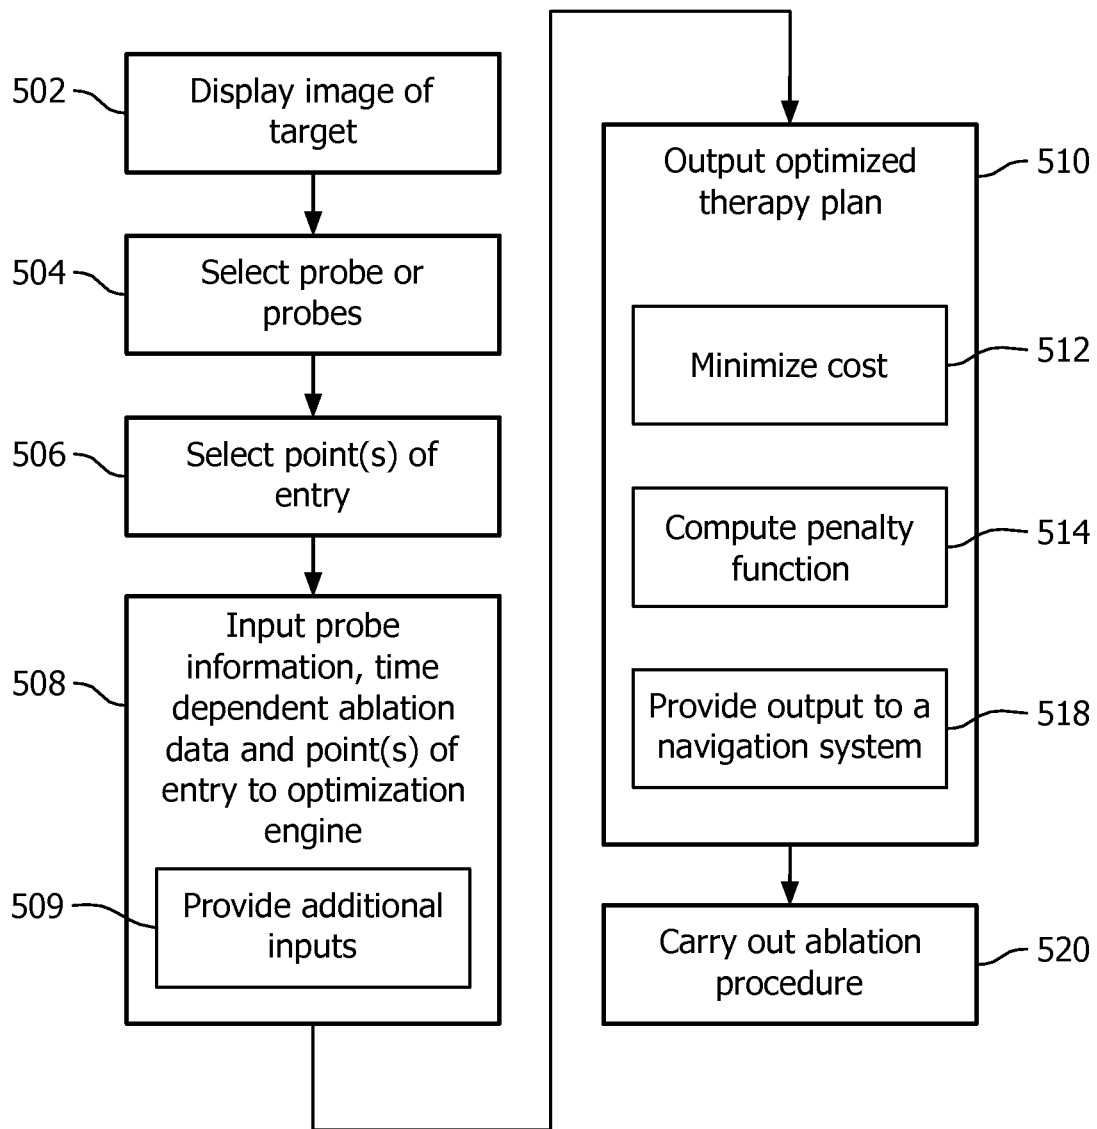 502
Display image of
target
504
Select probe or
probes
506
Select point(s) of
entry
508
Input probe
information, time
dependent ablation
data and point(s) of
entry to optimization
engine
509
Provide additional
inputs
Output optimized
therapy plan
510
Minimize cost
512
Compute penalty
function
514
Provide output to a
navigation system
518
Carry out ablation
procedure
520